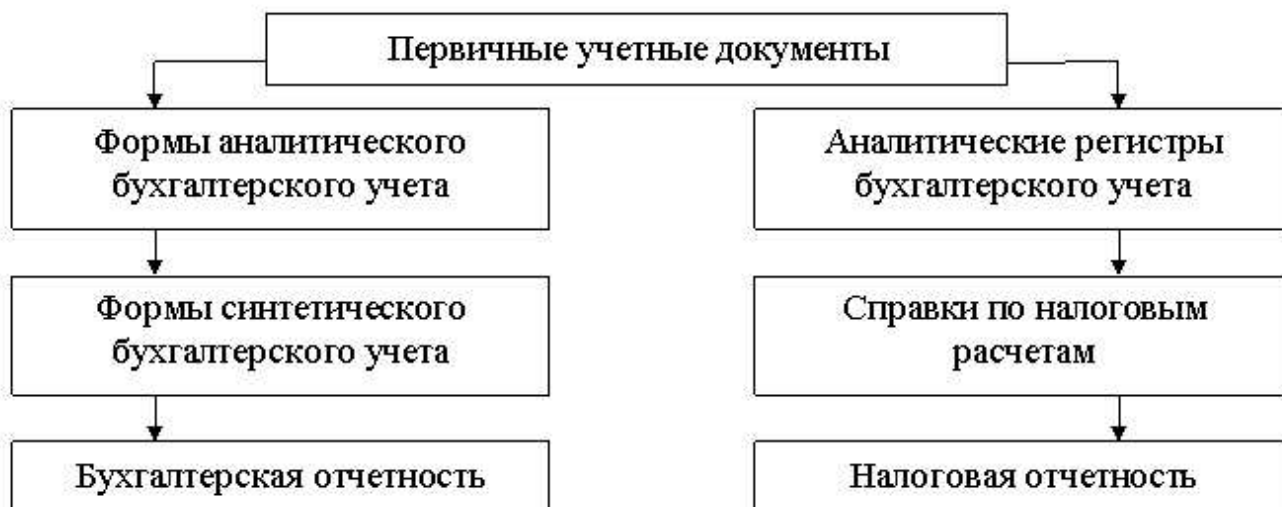 Первичные учетные документы
Формы аналитического
бухгалтерского учета
Аналитические регистры
бухгалтерского учета
Формы синтетического
бухгалтерского учета
Справки по налоговым
расчетам
Бухгалтерская отчетность
Налоговая отчетность